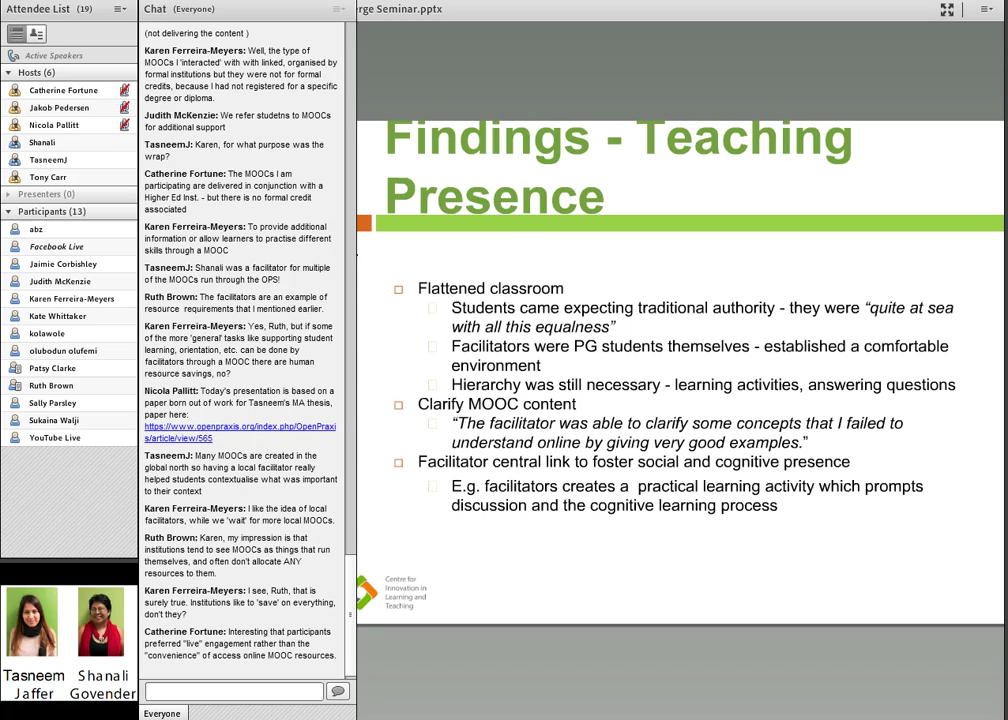 Attendee List (19)
Active Speakers
Hosts (6)
Catherine Fortune
Jakob Pedersen
Nicola Pallitt
Shanali
TasneemJ
Tony Carr
Presenters (0)
Participants (13)
abz
Facebook Live
Jaimie Corbishley
Judith McKenzie
Karen Ferreira-Meyers
Kate Whittaker
kolawole
olubodun olufemi
Patsy Clarke
Ruth Brown
Sally Parsley
Sukaina Walji
YouTube Live
Tasneem
Jaffer
Shanali
Govender
Chat (Everyone)
(not delivering the content )
Karen Ferreira-Meyers: Well, the type of
MOOCs I 'interacted' with with linked, organised by
formal institutions but they were not for formal
credits, because I had not registered for a specific
degree or diploma.
Judith McKenzie: We refer studetns to MOOCs
for additional support
TasneemJ: Karen, for what purpose was the
wrap?
Catherine Fortune: The MOOCs I am
participating are delivered in conjunction with a
Higher Ed Inst. - but there is no formal credit
associated
Karen Ferreira-Meyers: To provide additional
information or allow learners to practise different
skills through a MOOC
TasneemJ: Shanali was a facilitator for multiple
of the MOOCs run through the OPS!
Ruth Brown: The facilitators are an example of
resource  requirements that I mentioned earlier.
Karen Ferreira-Meyers: Yes, Ruth, but if some
of the more 'general' tasks like supporting student
learning, orientation, etc. can be done by
facilitators through a MOOC there are human
resource savings, no?
Nicola Pallitt: Today's presentation is based on a
paper born out of work for Tasneem's MA thesis,
paper here:
https://www.openpraxis.org/index.php/OpenPraxi
s/article/view/565
TasneemJ: Many MOOCs are created in the
global north so having a local facilitator really
helped students contextualise what was important
to their context
Karen Ferreira-Meyers: I like the idea of local
facilitators, while we 'wait' for more local MOOCs.
Ruth Brown: Karen, my impression is that
institutions tend to see MOOCs as things that run
themselves, and often don't allocate ANY
resources to them.
Karen Ferreira-Meyers: I see, Ruth, that is
surely true. Institutions like to 'save' on everything,
don't they?
Catherine Fortune: Interesting that participants
preferred "live" engagement rather than the
"convenience" of access online MOOC resources.
Everyone
erge Seminar.pptx
Findings - Teaching
Presence
Flattened classroom
Students came expecting traditional authority - they were “quite at sea
with all this equalness”
Facilitators were PG students themselves - established a comfortable
environment
Hierarchy was still necessary - learning activities, answering questions
Clarify MOOC content
“The facilitator was able to clarify some concepts that I failed to
understand online by giving very good examples.”
Facilitator central link to foster social and cognitive presence
E.g. facilitators creates a  practical learning activity which prompts
discussion and the cognitive learning process
Centre for
Innovation in
Learning and
Teaching